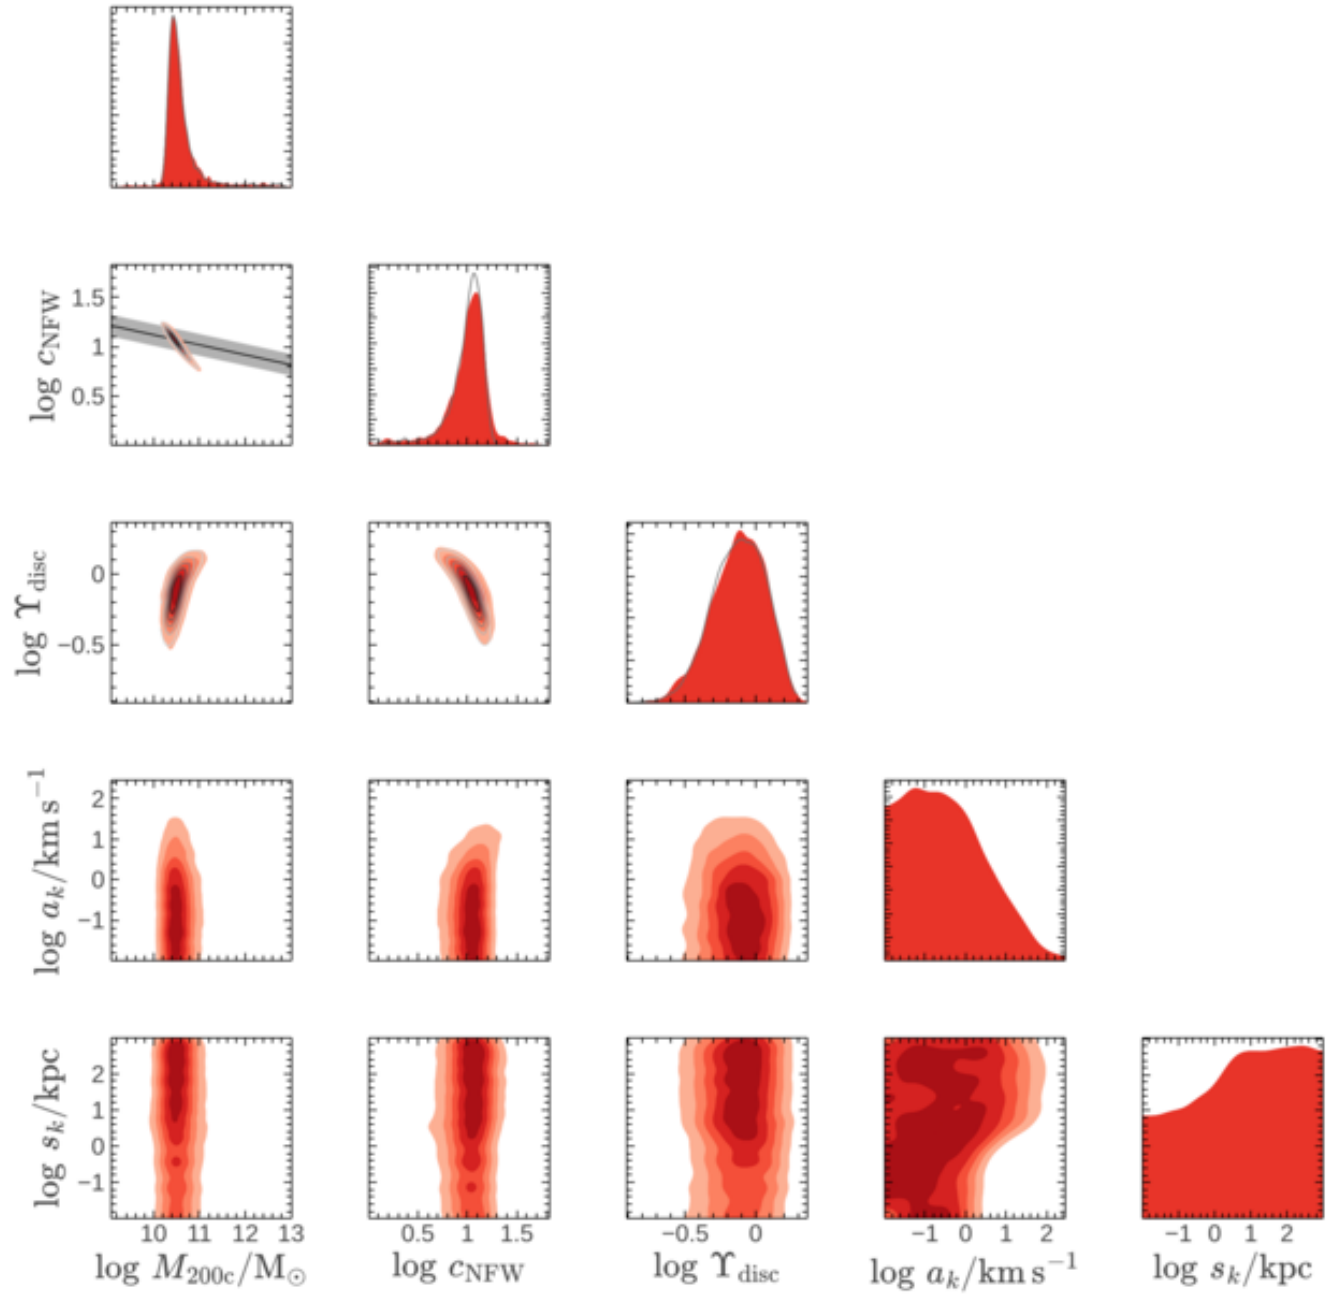 log c_NFW
1.5
1
0.5
log ϒ_disc
0
−0.5
log a_k/km s⁻¹
2
1
0
−1
log s_k/kpc
2
1
0
−1
10 11 12 13
0.5 1 1.5
−0.5 0
−1 0 1 2
−1 0 1 2
log M_200c/M_⊙
log c_NFW
log ϒ_disc
log a_k/km s⁻¹
log s_k/kpc